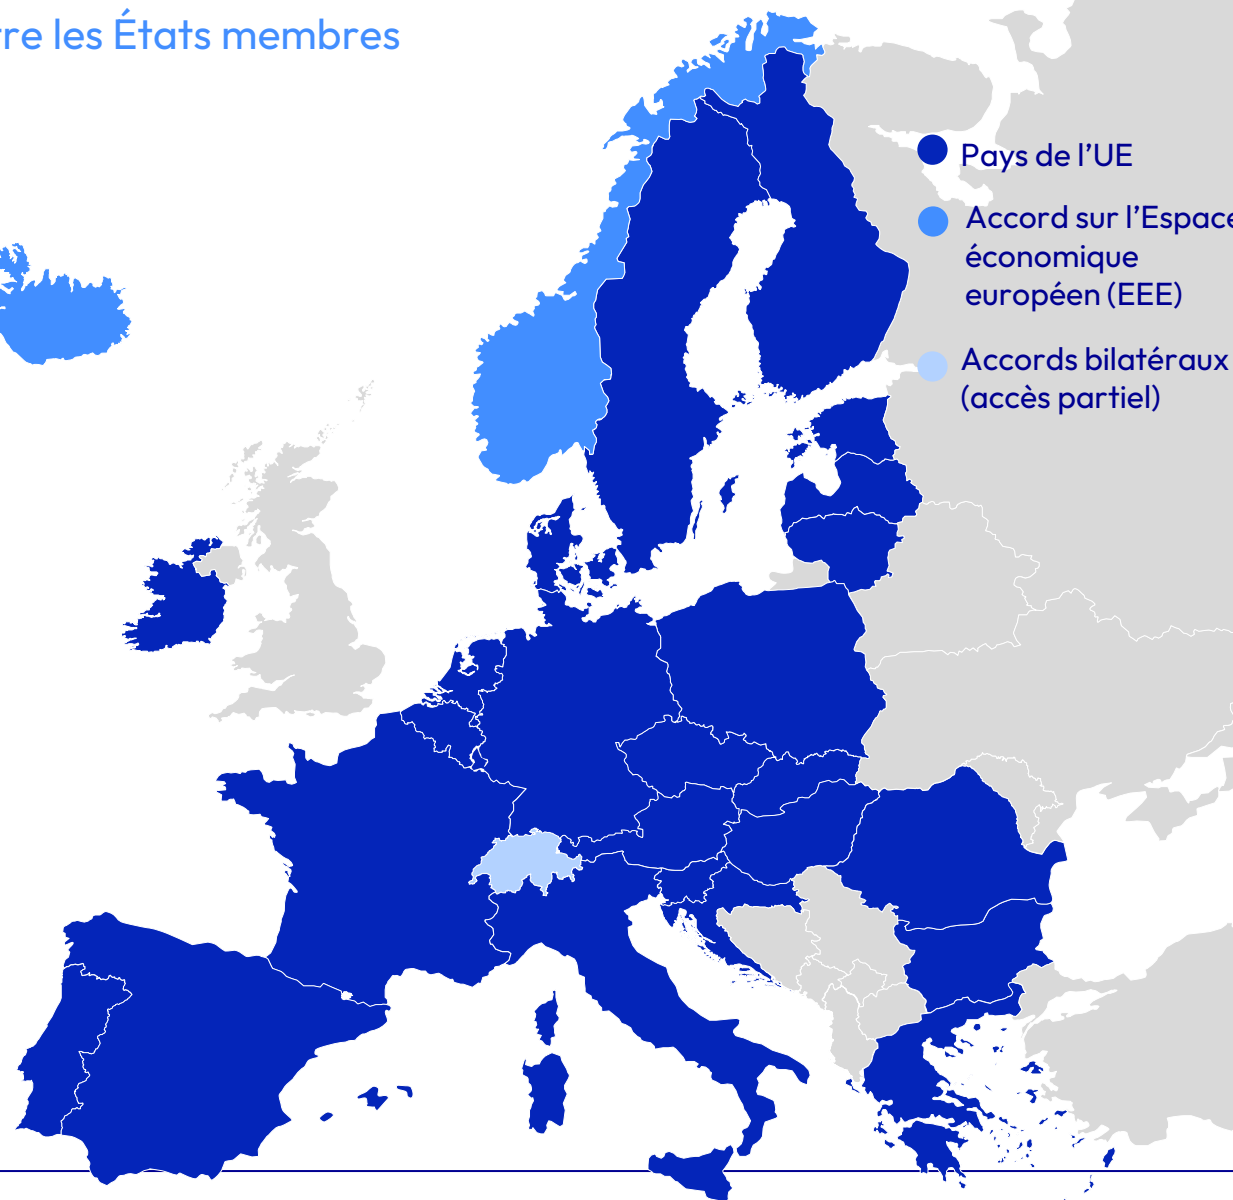 re les États membres
Pays de l’UE
Accord sur l’Espace
économique
européen (EEE)
Accords bilatéraux
(accès partiel)